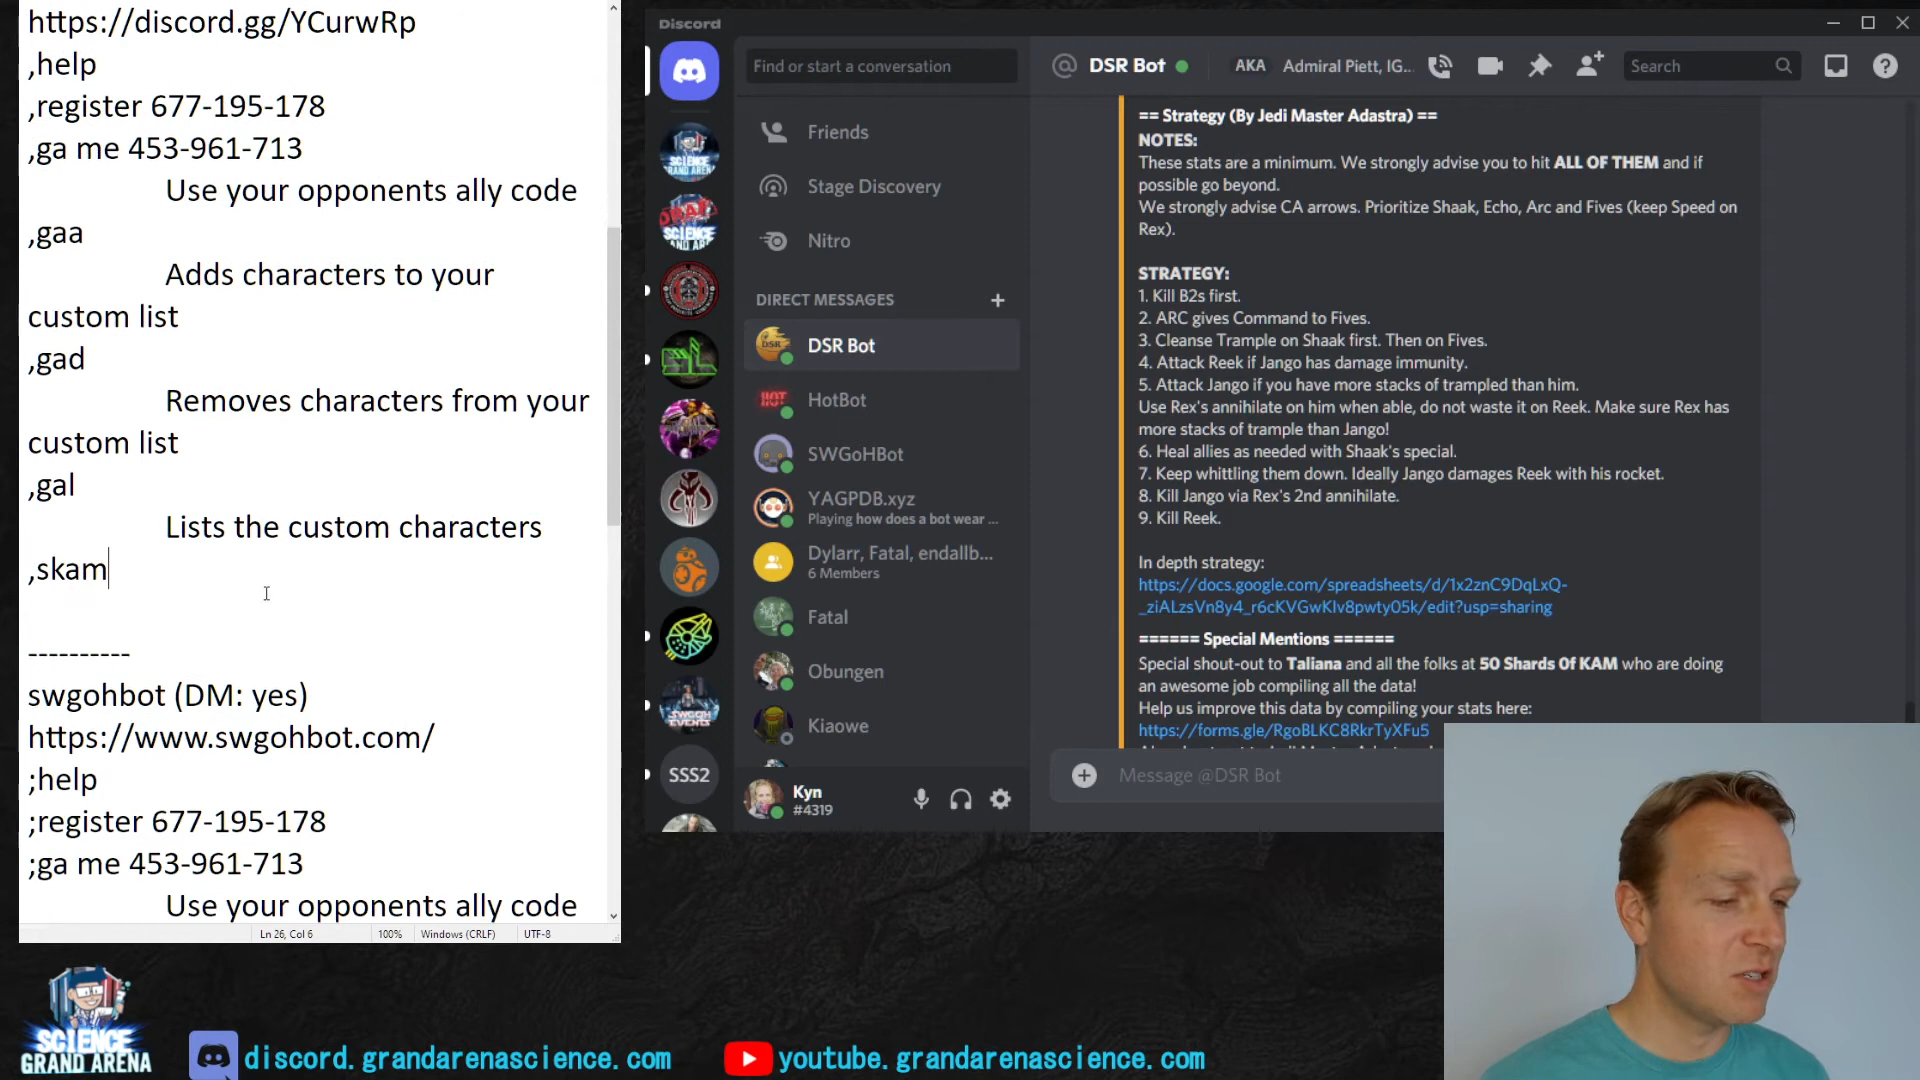 https://discord.gg/YCurwRp
,help
,register 677-195-178
,ga me 453-961-713
Use your opponents ally code
,gaa
Adds characters to your
custom list
,gad
Removes characters from your
custom list
,gal
Lists the custom characters
,skam
----------
swgohbot (DM: yes)
https://www.swgohbot.com/
;help
;register 677-195-178
;ga me 453-961-713
Use your opponents ally code
Ln 26, Col 6
100%
Windows (CRLF)
UTF-8
Discord
Find or start a conversation
Friends
Stage Discovery
Nitro
DIRECT MESSAGES
DSR Bot
HotBot
SWGoHBot
YAGPDB.xyz
Playing how does a bot wear ...
Dylarr, Fatal, endallb...
6 Members
Fatal
Obungen
Kiaowe
SSS2
Kyn
#4319
DSR Bot
AKA
Admiral Piett, IG...
Search
== Strategy (By Jedi Master Adastra) ==
NOTES:
These stats are a minimum. We strongly advise you to hit ALL OF THEM and if
possible go beyond.
We strongly advise CA arrows. Prioritize Shaak, Echo, Arc and Fives (keep Speed on
Rex).
STRATEGY:
1. Kill B2s first.
2. ARC gives Command to Fives.
3. Cleanse Trample on Shaak first. Then on Fives.
4. Attack Reek if Jango has damage immunity.
5. Attack Jango if you have more stacks of trampled than him.
Use Rex's annihilate on him when able, do not waste it on Reek. Make sure Rex has
more stacks of trample than Jango!
6. Heal allies as needed with Shaak's special.
7. Keep whittling them down. Ideally Jango damages Reek with his rocket.
8. Kill Jango via Rex's 2nd annihilate.
9. Kill Reek.
In depth strategy:
https://docs.google.com/spreadsheets/d/1x2znC9DqLxQ-
_ziALzsVn8y4_r6cKVGwKIv8pwty05k/edit?usp=sharing
====== Special Mentions ======
Special shout-out to Taliana and all the folks at 50 Shards Of KAM who are doing
an awesome job compiling all the data!
Help us improve this data by compiling your stats here:
https://forms.gle/RgoBLKC8RkrTyXFu5
Message @DSR Bot
SCIENCE
GRAND ARENA
discord.grandarenascience.com
youtube.grandarenascience.com